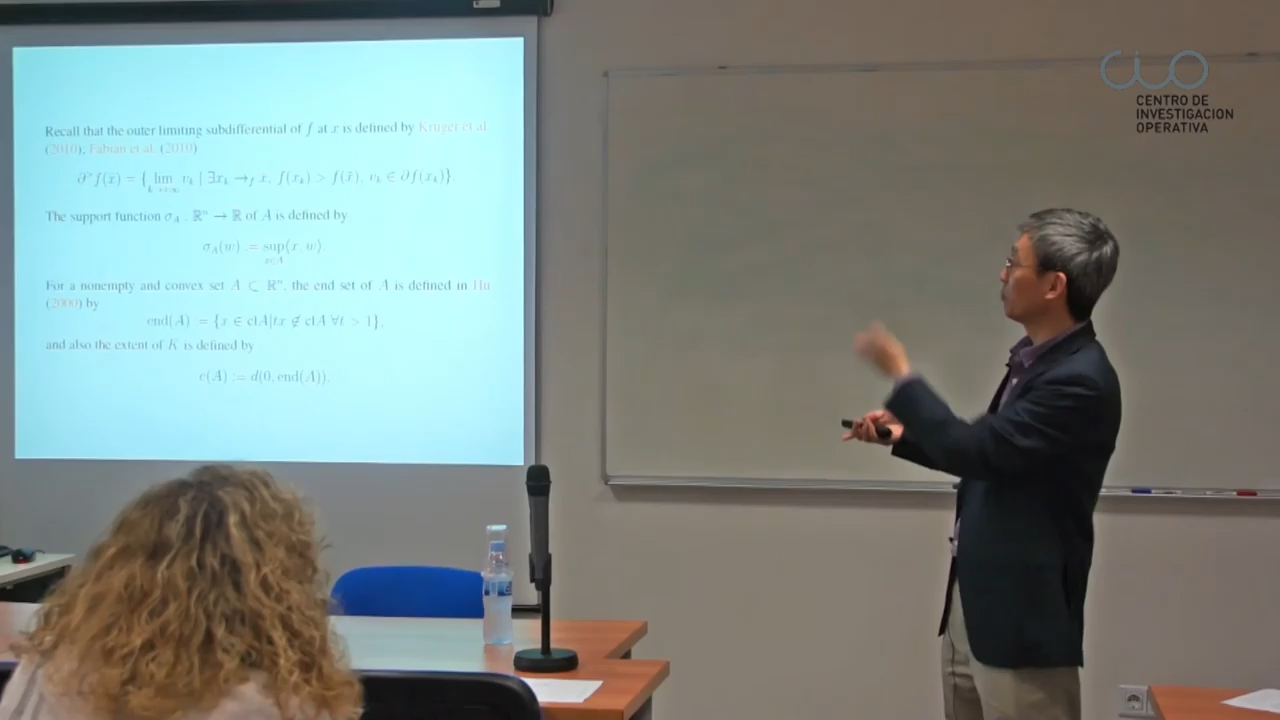 Recall that the outer limiting subdifferential of f at x is defined by Kruger et al.
(2010); Fabian et al. (2010)
∂^> f(x̄) = { lim_{k→+∞} v_k | ∃x_k →_f x̄, f(x_k) > f(x̄), v_k ∈ ∂f(x_k)}.
The support function σ_A : ℝⁿ → ℝ of A is defined by
σ_A(w) := sup_{x∈A} ⟨x, w⟩.
For a nonempty and convex set A ⊂ ℝⁿ, the end set of A is defined in Hu
(2000) by
end(A) = {x ∈ clA|tx ∉ clA ∀t > 1},
and also the extent of K is defined by
e(A) := d(0, end(A)).
CIO
CENTRO DE
INVESTIGACION
OPERATIVA